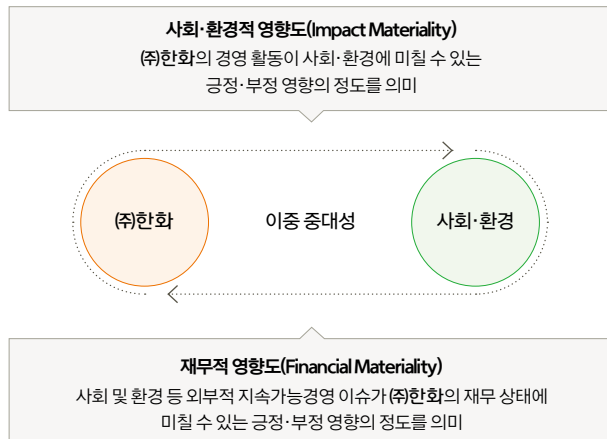 사회·환경적 영향도(Impact Materiality)
㈜한화의 경영 활동이 사회·환경에 미칠 수 있는
긍정·부정 영향의 정도를 의미
㈜한화
이중 중대성
사회·환경
재무적 영향도(Financial Materiality)
사회 및 환경 등 외부적 지속가능경영 이슈가 ㈜한화의 재무 상태에
미칠 수 있는 긍정·부정 영향의 정도를 의미